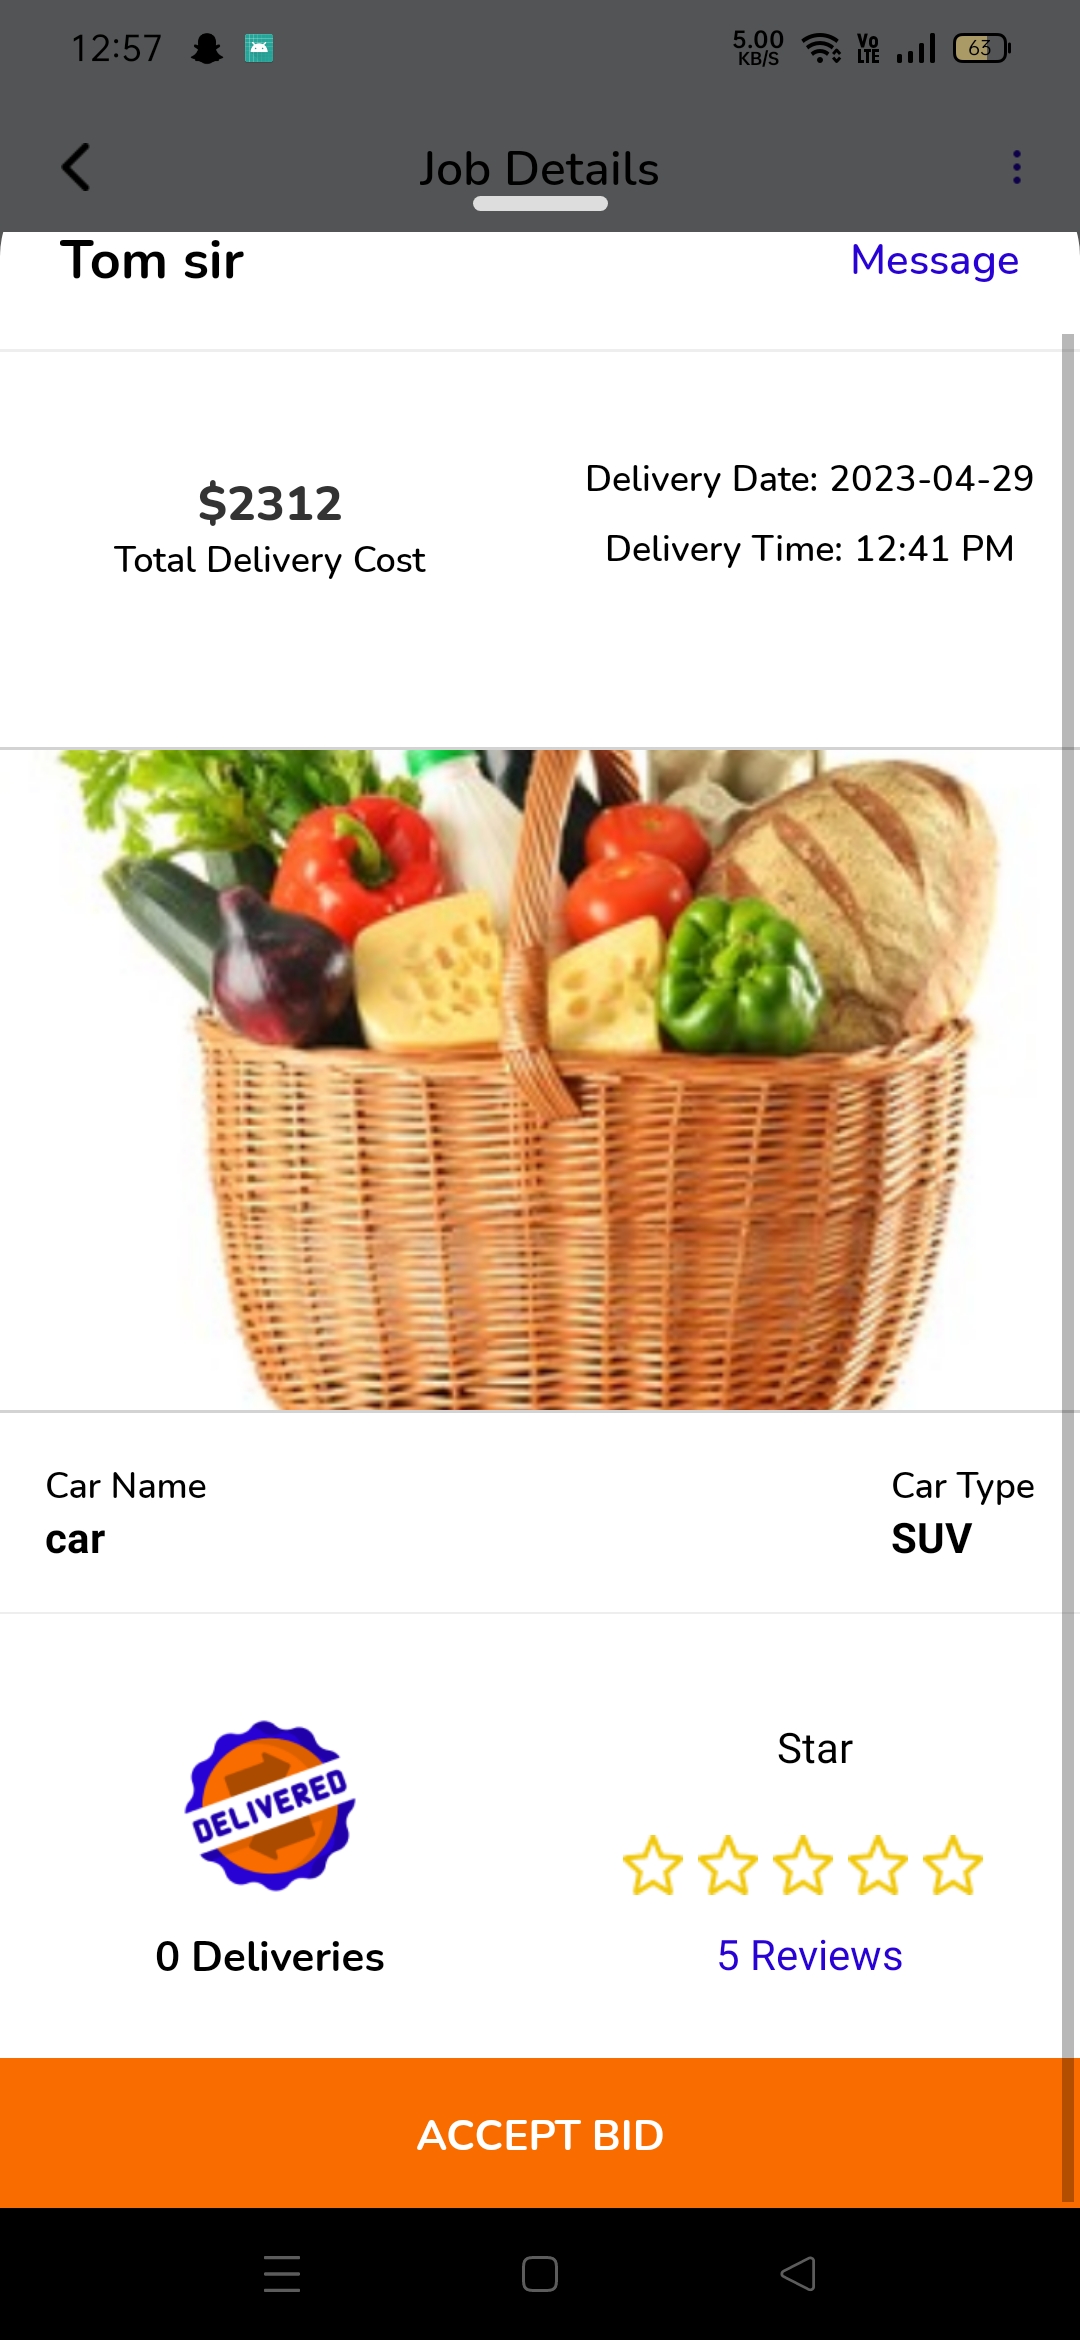 12:57
5.00
KB/S
Vo
LTE
63
Job Details
Tom sir
Message
$2312
Total Delivery Cost
Delivery Date: 2023-04-29
Delivery Time: 12:41 PM
Car Name
car
Car Type
SUV
DELIVERED
0 Deliveries
Star
5 Reviews
ACCEPT BID